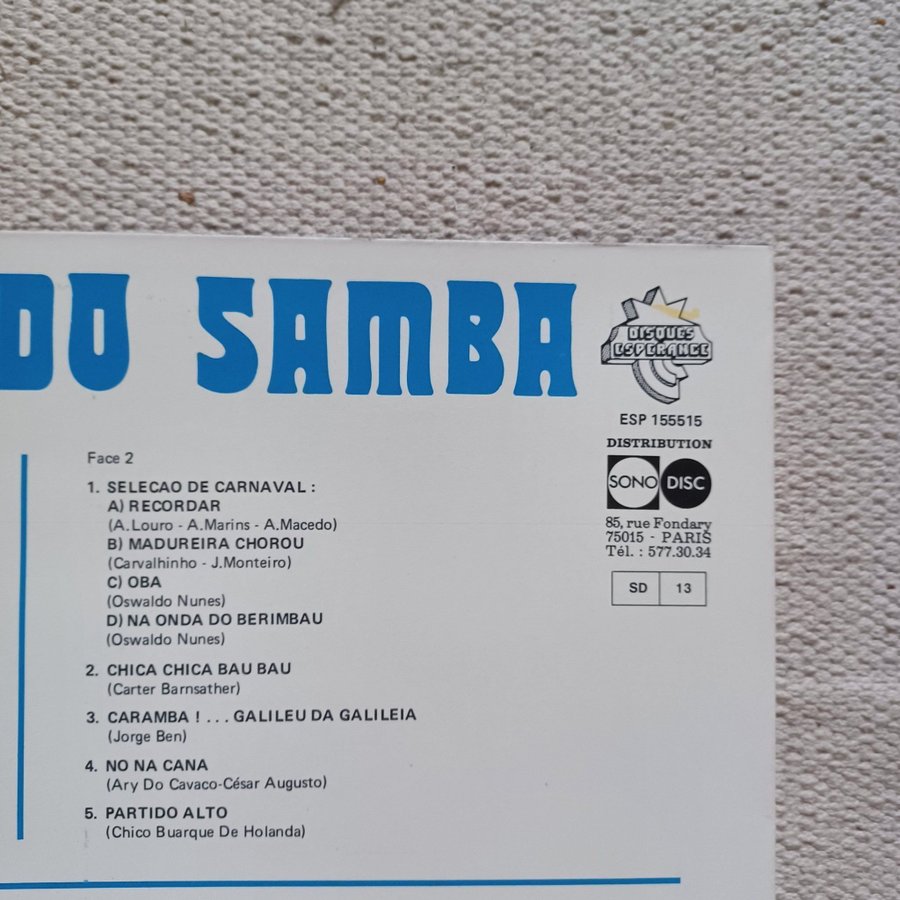 DO SAMBA
DISQUES
ESPERANCE
ESP 155515
DISTRIBUTION
SONO DISC
85, rue Fondary
75015 - PARIS
Tél. : 577.30.34
SD 13
Face 2
1. SELECAO DE CARNAVAL :
A) RECORDAR
(A.Louro - A.Marins - A.Macedo)
B) MADUREIRA CHOROU
(Carvalhinho - J.Monteiro)
C) OBA
(Oswaldo Nunes)
D) NA ONDA DO BERIMBAU
(Oswaldo Nunes)
2. CHICA CHICA BAU BAU
(Carter Barnsather)
3. CARAMBA ! . . . GALILEU DA GALILEIA
(Jorge Ben)
4. NO NA CANA
(Ary Do Cavaco-César Augusto)
5. PARTIDO ALTO
(Chico Buarque De Holanda)